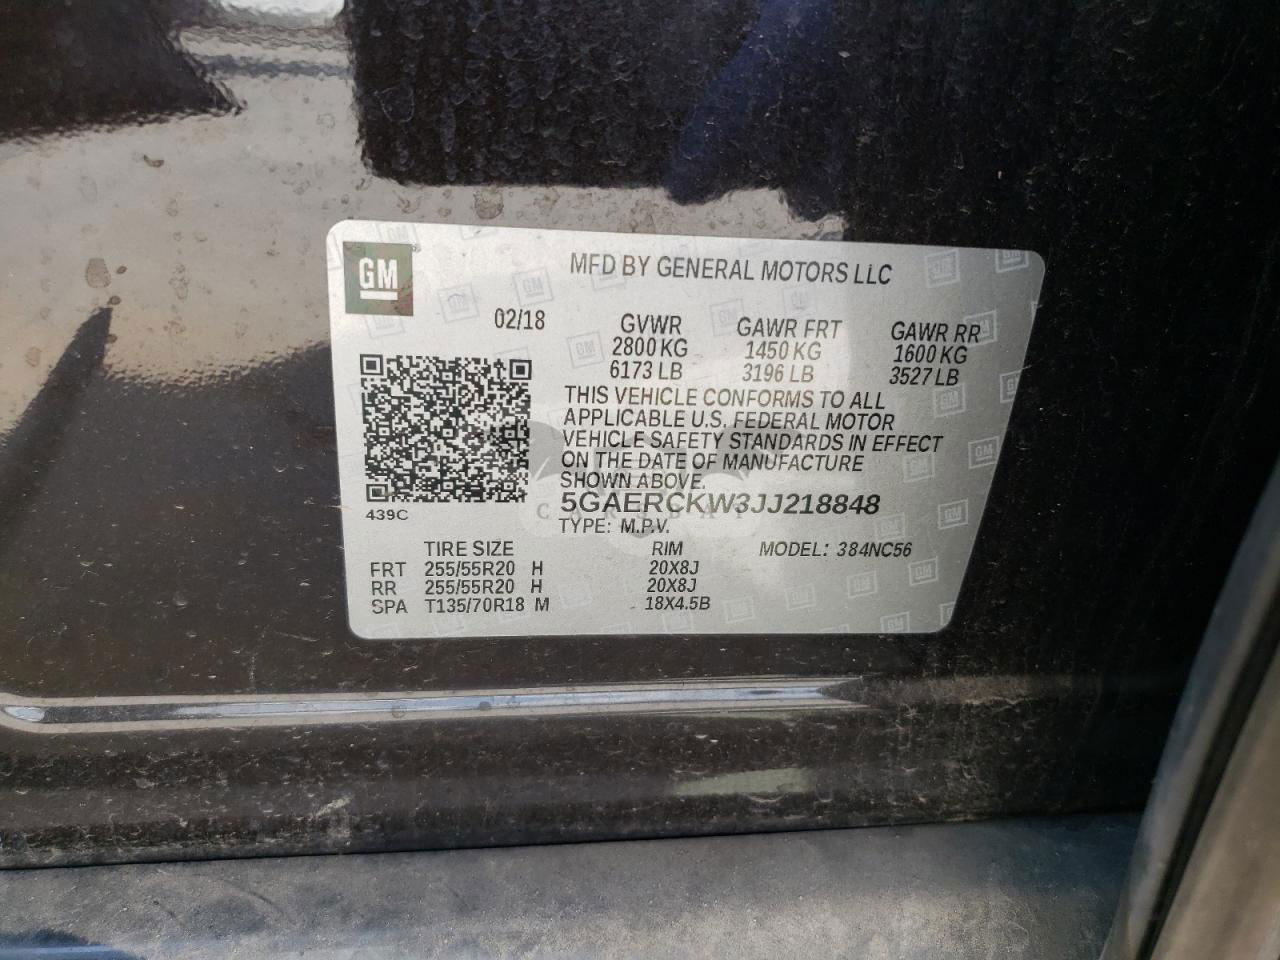 GM
MFD BY GENERAL MOTORS LLC
02/18 GVWR GAWR FRT GAWR RR
2800 KG 1450 KG 1600 KG
6173 LB 3196 LB 3527 LB
THIS VEHICLE CONFORMS TO ALL
APPLICABLE U.S. FEDERAL MOTOR
VEHICLE SAFETY STANDARDS IN EFFECT
ON THE DATE OF MANUFACTURE
SHOWN ABOVE.
5GAERCKW3JJ218848
439C
TYPE: M.P.V.
TIRE SIZE RIM MODEL: 384NC56
FRT 255/55R20 H 20X8J
RR 255/55R20 H 20X8J
SPA T135/70R18 M 18X4.5B